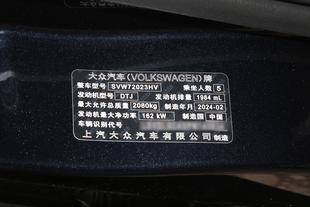 大众汽车(VOLKSWAGEN)牌
整车型号 SVW72023HV 乘坐人数 5
发动机型号 DTJ 发动机排量 1984 mL
最大允许总质量 2080kg 制造年月 2024-02
发动机最大净功率 162 kW 制造国 中国
车辆识别代号
上汽大众汽车有限公司 制造